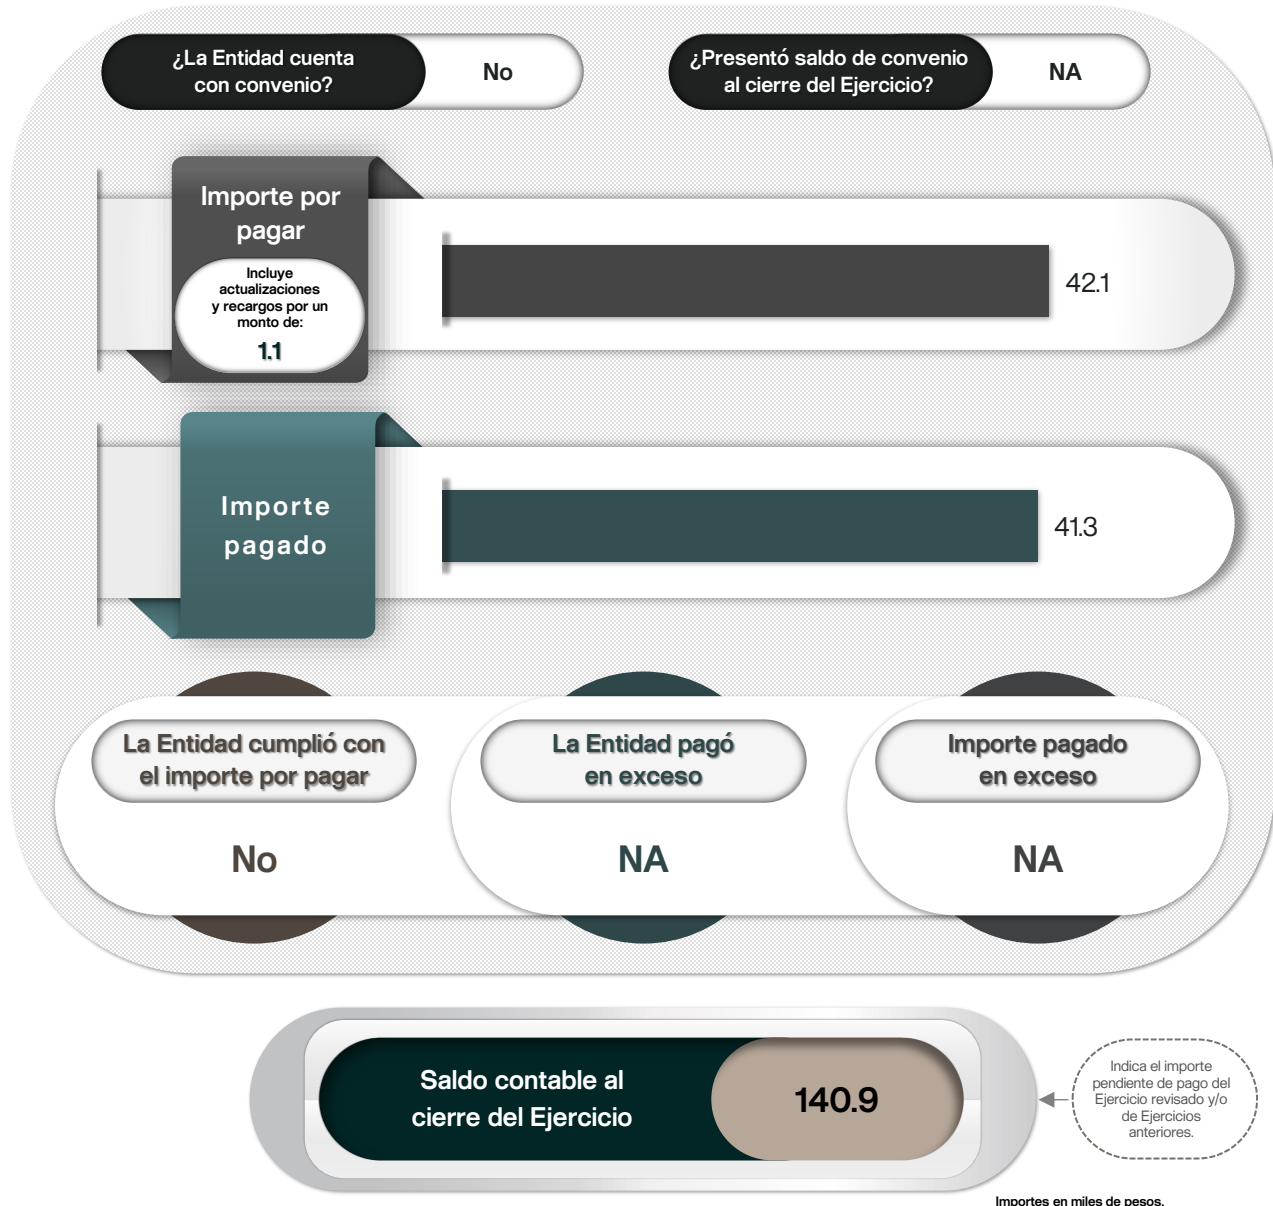 ¿La Entidad cuenta
con convenio?
No
¿Presentó saldo de convenio
al cierre del Ejercicio?
NA
Importe por
pagar
Incluye
actualizaciones
y recargos por un
monto de:
1.1
42.1
Importe
pagado
41.3
La Entidad cumplió con
el importe por pagar
No
La Entidad pagó
en exceso
NA
Importe pagado
en exceso
NA
Saldo contable al
cierre del Ejercicio
140.9
Indica el importe
pendiente de pago del
Ejercicio revisado y/o
de Ejercicios
anteriores.
Importes en miles de pesos.